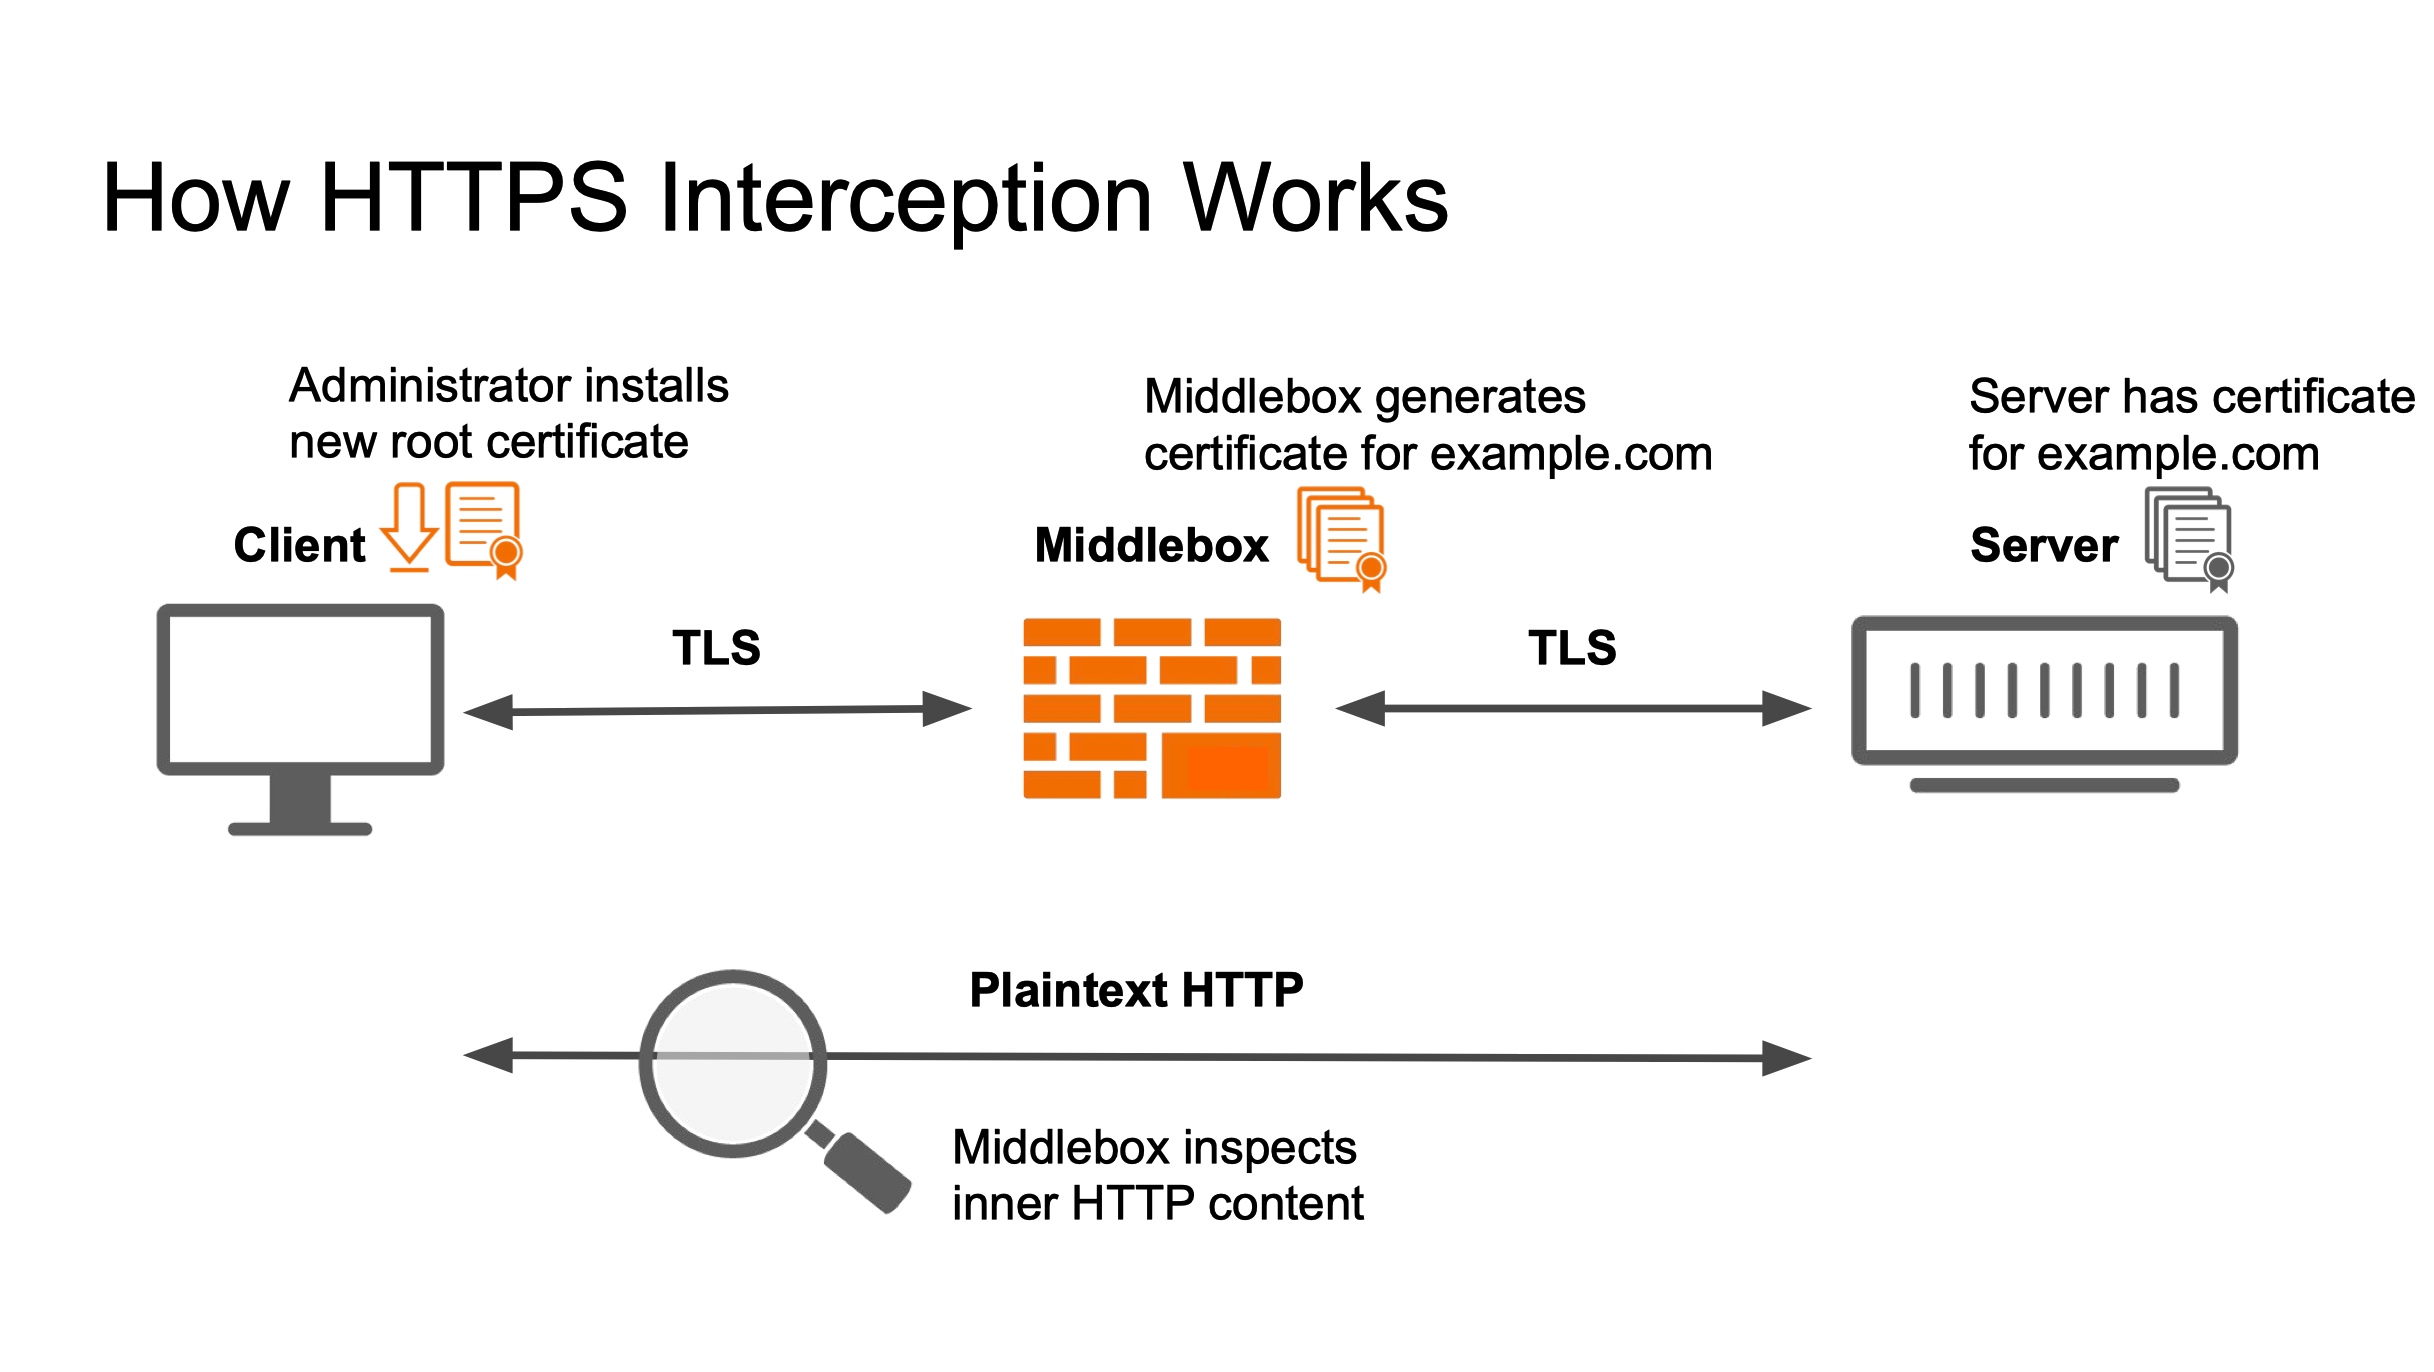 How HTTPS Interception Works
Administrator installs
new root certificate
Client
Middlebox generates
certificate for example.com
Middlebox
Server has certificate
for example.com
Server
TLS
TLS
Plaintext HTTP
Middlebox inspects
inner HTTP content